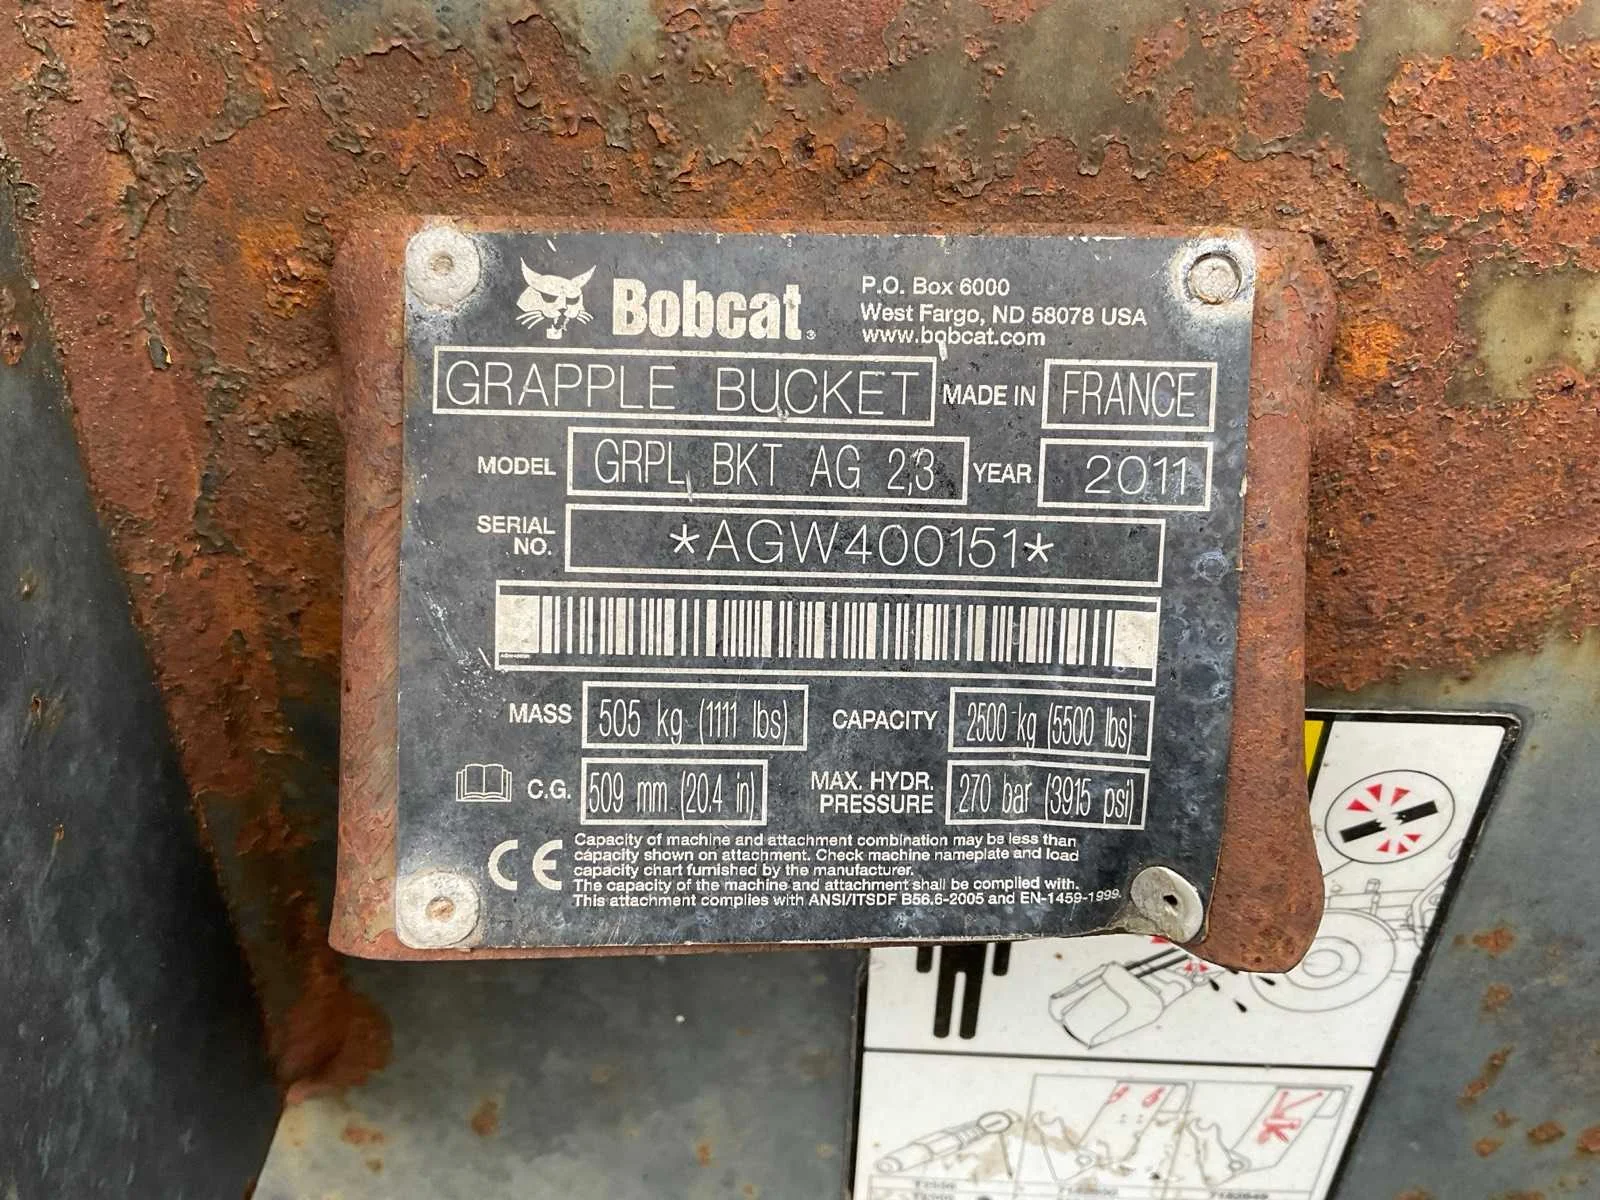 Bobcat
P.O. Box 6000
West Fargo, ND 58078 USA
www.bobcat.com
GRAPPLE BUCKET MADE IN FRANCE
MODEL GRPL BKT AG 2,3 YEAR 2011
SERIAL NO. *AGW400151*
MASS 505 kg (1111 lbs) CAPACITY 2500 kg (5500 lbs)
C.G. 509 mm (20.4 in) MAX. HYDR. PRESSURE 270 bar (3915 psi)
CE
Capacity of machine and attachment combination may be less than
capacity shown on attachment. Check machine nameplate and load
capacity chart furnished by the manufacturer.
The capacity of the machine and attachment shall be complied with.
This attachment complies with ANSI/ITSDF B56.6-2005 and EN-1459-1999.